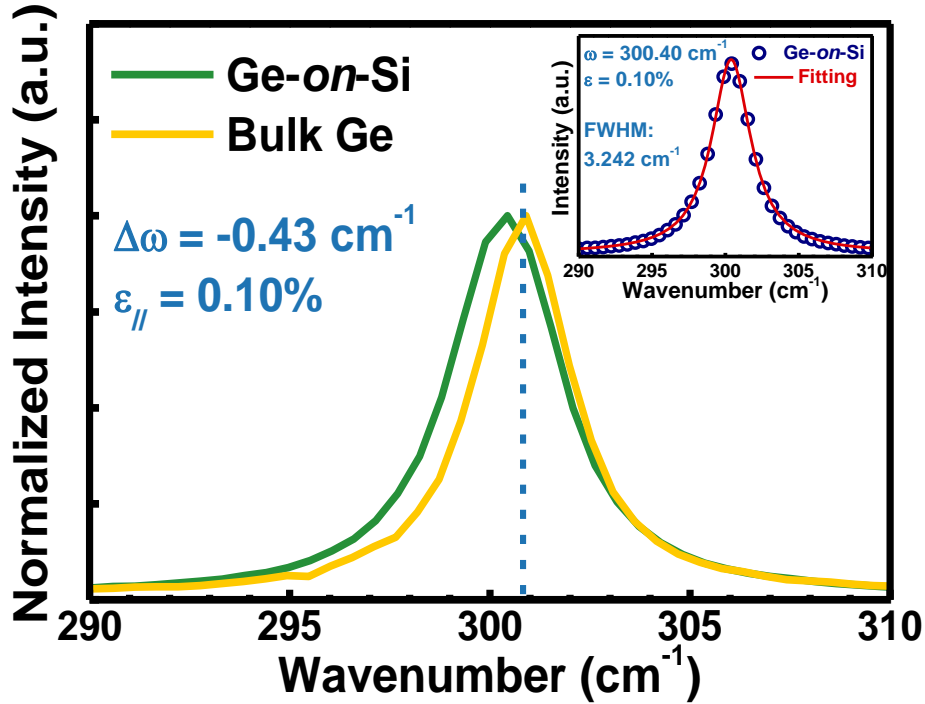 Normalized Intensity (a.u.)
Ge-on-Si
Bulk Ge
Δω = -0.43 cm⁻¹
ε// = 0.10%
290 295 300 305 310
Wavenumber (cm⁻¹)
Intensity (a.u.)
ω = 300.40 cm⁻¹
ε = 0.10%
FWHM:
3.242 cm⁻¹
Ge-on-Si
Fitting
290 295 300 305 310
Wavenumber (cm⁻¹)